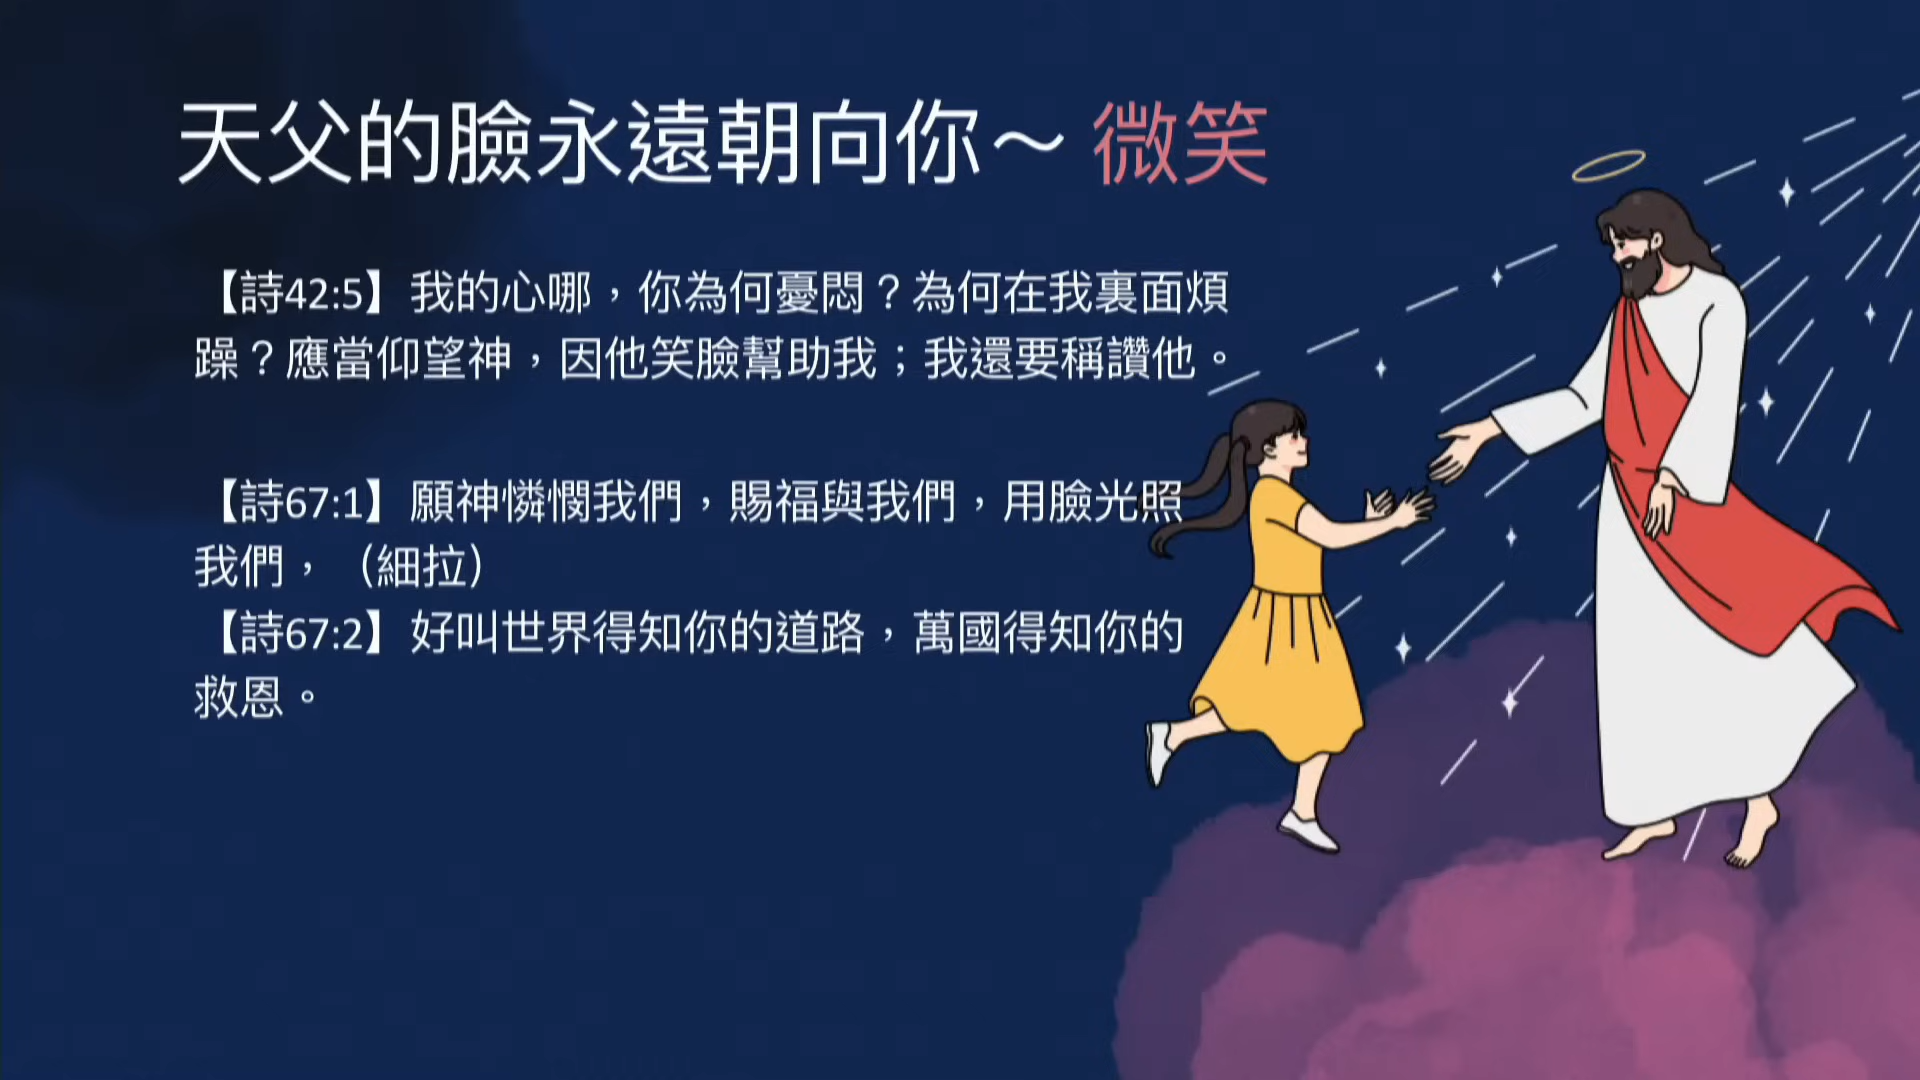 天父的臉永遠朝向你～ 微笑
【詩42:5】我的心哪，你為何憂悶？為何在我裏面煩
躁？應當仰望神，因他笑臉幫助我；我還要稱讚他。
【詩67:1】願神憐憫我們，賜福與我們，用臉光照
我們，（細拉）
【詩67:2】好叫世界得知你的道路，萬國得知你的
救恩。